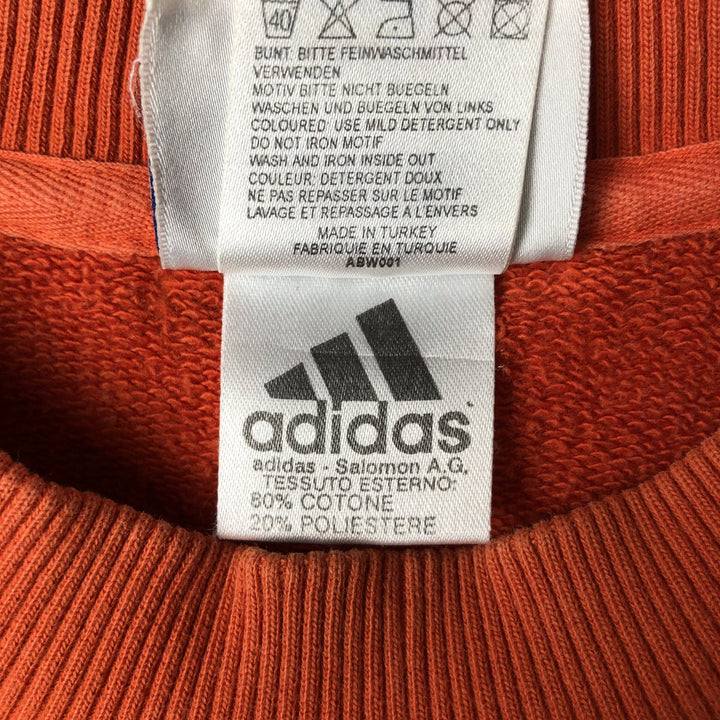 40
BUNT: BITTE FEINWASCHMITTEL
VERWENDEN
MOTIV BITTE NICHT BUEGELN
WASCHEN UND BUEGELN VON LINKS
COLOURED: USE MILD DETERGENT ONLY
DO NOT IRON MOTIF
WASH AND IRON INSIDE OUT
COULEUR: DETERGENT DOUX
NE PAS REPASSER SUR LE MOTIF
LAVAGE ET REPASSAGE A L'ENVERS
MADE IN TURKEY
FABRIQUE EN TURQUIE
ABW001
adidas
adidas - Salomon A.G.
TESSUTO ESTERNO:
80% COTONE
20% POLIESTERE